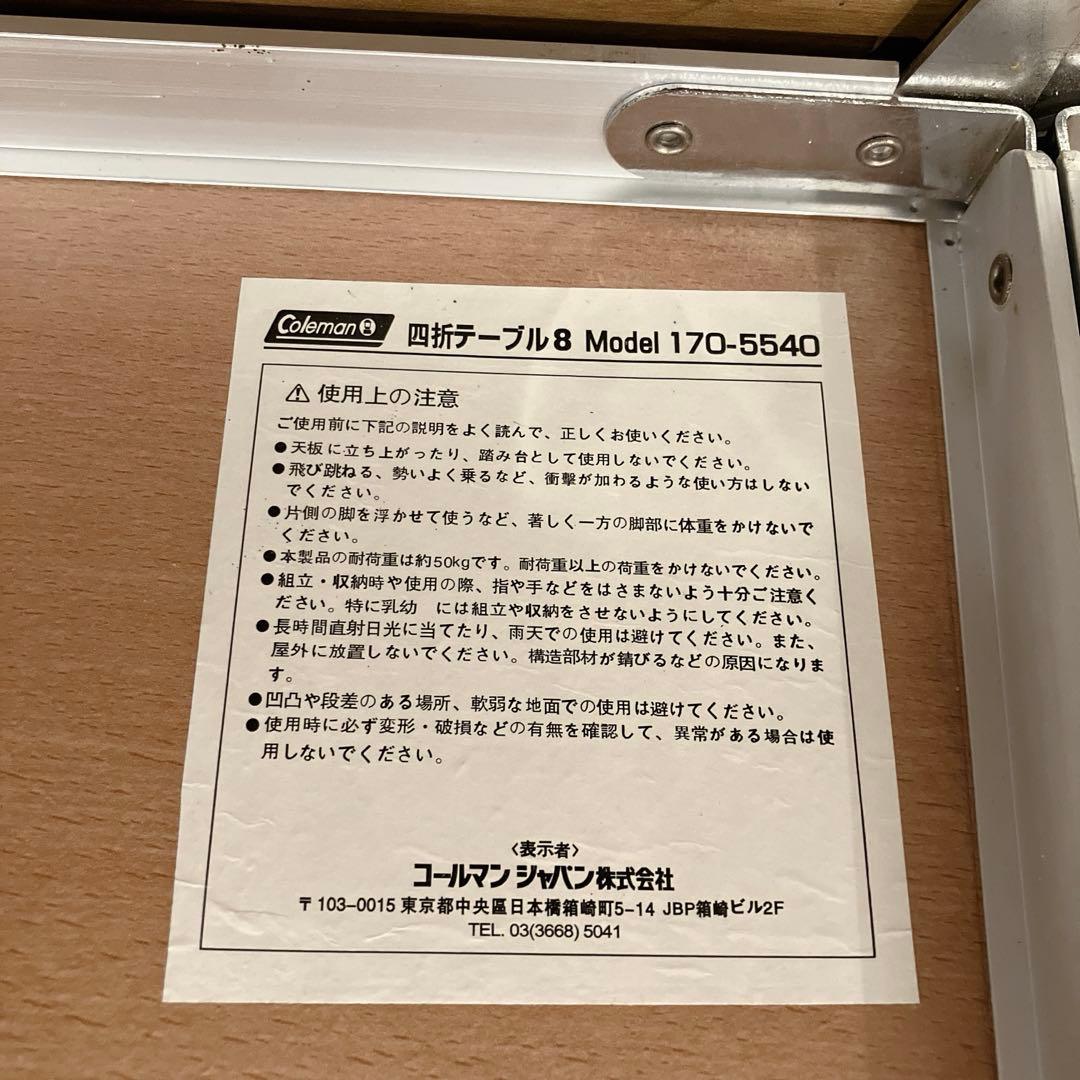 Coleman 四折テーブル8 Model 170-5540
⚠ 使用上の注意
ご使用前に下記の説明をよく読んで、正しくお使いください。
●天板に立ち上がったり、踏み台として使用しないでください。
●飛び跳ねる、勢いよく乗るなど、衝擊が加わるような使い方はしない
でください。
●片側の脚を浮かせて使うなど、著しく一方の脚部に体重をかけないで
ください。
●本製品の耐荷重は約50kgです。耐荷重以上の荷重をかけないでください。
●組立・収納時や使用の際、指や手などをはさまないよう十分ご注意く
ださい。特に乳幼　には組立や収納をさせないようにしてください。
●長時間直射日光に当てたり、雨天での使用は避けてください。また、
屋外に放置しないでください。構造部材が錆びるなどの原因になりま
す。
●凹凸や段差のある場所、軟弱な地面での使用は避けてください。
●使用時に必ず変形・破損などの有無を確認して、異常がある場合は使
用しないでください。
〈表示者〉
コールマン ジャパン株式会社
〒103-0015 東京都中央區日本橋箱崎町5-14 JBP箱崎ビル2F
TEL. 03(3668) 5041